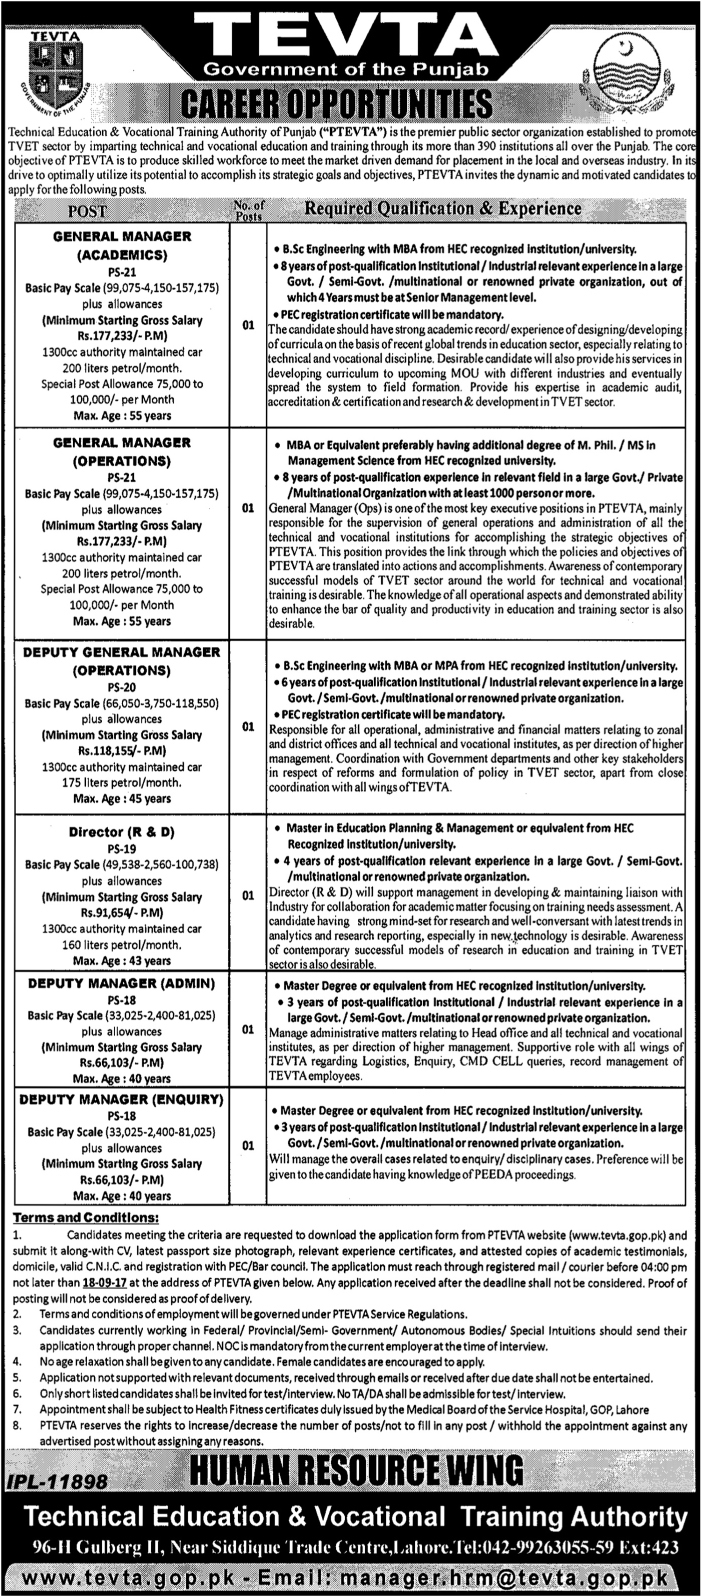 TEVTA
GOVERNMENT OF THE PUNJAB
TEVTA
Government of the Punjab
CAREER OPPORTUNITIES
Technical Education & Vocational Training Authority of Punjab ("PTEVTA") is the premier public sector organization established to promote
TVET sector by imparting technical and vocational education and training through its more than 390 institutions all over the Punjab. The core
objective of PTEVTA is to produce skilled workforce to meet the market driven demand for placement in the local and overseas industry. In its
drive to optimally utilize its potential to accomplish its strategic goals and objectives, PTEVTA invites the dynamic and motivated candidates to
apply for the following posts.
POST
No. of
Posts
Required Qualification & Experience
GENERAL MANAGER
(ACADEMICS)
PS-21
Basic Pay Scale (99,075-4,150-157,175)
plus allowances
(Minimum Starting Gross Salary
Rs.177,233/- P.M)
1300cc authority maintained car
200 liters petrol/month.
Special Post Allowance 75,000 to
100,000/- per Month
Max. Age : 55 years
01
• B.Sc Engineering with MBA from HEC recognized institution/university.
• 8 years of post-qualification Institutional / Industrial relevant experience in a large
Govt. / Semi-Govt. /multinational or renowned private organization, out of
which 4 Years must be at Senior Management level.
• PEC registration certificate will be mandatory.
The candidate should have strong academic record/ experience of designing/developing
of curricula on the basis of recent global trends in education sector, especially relating to
technical and vocational discipline. Desirable candidate will also provide his services in
developing curriculum to upcoming MOU with different industries and eventually
spread the system to field formation. Provide his expertise in academic audit,
accreditation & certification and research & development in TVET sector.
GENERAL MANAGER
(OPERATIONS)
PS-21
Basic Pay Scale (99,075-4,150-157,175)
plus allowances
(Minimum Starting Gross Salary
Rs.177,233/- P.M)
1300cc authority maintained car
200 liters petrol/month.
Special Post Allowance 75,000 to
100,000/- per Month
Max. Age : 55 years
01
• MBA or Equivalent preferably having additional degree of M. Phil. / MS in
Management Science from HEC recognized university.
• 8 years of post-qualification experience in relevant field in a large Govt./ Private
/Multinational Organization with at least 1000 person or more.
General Manager (Ops) is one of the most key executive positions in PTEVTA, mainly
responsible for the supervision of general operations and administration of all the
technical and vocational institutions for accomplishing the strategic objectives of
PTEVTA. This position provides the link through which the policies and objectives of
PTEVTA are translated into actions and accomplishments. Awareness of contemporary
successful models of TVET sector around the world for technical and vocational
training is desirable. The knowledge of all operational aspects and demonstrated ability
to enhance the bar of quality and productivity in education and training sector is also
desirable.
DEPUTY GENERAL MANAGER
(OPERATIONS)
PS-20
Basic Pay Scale (66,050-3,750-118,550)
plus allowances
(Minimum Starting Gross Salary
Rs.118,155/- P.M)
1300cc authority maintained car
175 liters petrol/month.
Max. Age : 45 years
01
• B.Sc Engineering with MBA or MPA from HEC recognized institution/university.
• 6 years of post-qualification Institutional / Industrial relevant experience in a large
Govt. / Semi-Govt. /multinational or renowned private organization.
• PEC registration certificate will be mandatory.
Responsible for all operational, administrative and financial matters relating to zonal
and district offices and all technical and vocational institutes, as per direction of higher
management. Coordination with Government departments and other key stakeholders
in respect of reforms and formulation of policy in TVET sector, apart from close
coordination with all wings of TEVTA.
Director (R & D)
PS-19
Basic Pay Scale (49,538-2,560-100,738)
plus allowances
(Minimum Starting Gross Salary
Rs.91,654/- P.M)
1300cc authority maintained car
160 liters petrol/month.
Max. Age : 43 years
01
• Master in Education Planning & Management or equivalent from HEC
Recognized institution/university.
• 4 years of post-qualification relevant experience in a large Govt. / Semi-Govt.
/multinational or renowned private organization.
Director (R & D) will support management in developing & maintaining liaison with
Industry for collaboration for academic matter focusing on training needs assessment. A
candidate having strong mind-set for research and well-conversant with latest trends in
analytics and research reporting, especially in new technology is desirable. Awareness
of contemporary successful models of research in education and training in TVET
sector is also desirable.
DEPUTY MANAGER (ADMIN)
PS-18
Basic Pay Scale (33,025-2,400-81,025)
plus allowances
(Minimum Starting Gross Salary
Rs.66,103/- P.M)
Max. Age : 40 years
01
• Master Degree or equivalent from HEC recognized Institution/university.
• 3 years of post-qualification Institutional / Industrial relevant experience in a
large Govt. / Semi-Govt. /multinational or renowned private organization.
Manage administrative matters relating to Head office and all technical and vocational
institutes, as per direction of higher management. Supportive role with all wings of
TEVTA regarding Logistics, Enquiry, CMD CELL queries, record management of
TEVTA employees.
DEPUTY MANAGER (ENQUIRY)
PS-18
Basic Pay Scale (33,025-2,400-81,025)
plus allowances
(Minimum Starting Gross Salary
Rs.66,103/- P.M)
Max. Age : 40 years
01
• Master Degree or equivalent from HEC recognized Institution/university.
• 3 years of post-qualification Institutional / Industrial relevant experience in a large
Govt. / Semi-Govt. /multinational or renowned private organization.
Will manage the overall cases related to enquiry/ disciplinary cases. Preference will be
given to the candidate having knowledge of PEEDA proceedings.
Terms and Conditions:
1. Candidates meeting the criteria are requested to download the application form from PTEVTA website (www.tevta.gop.pk) and
submit it along-with CV, latest passport size photograph, relevant experience certificates, and attested copies of academic testimonials,
domicile, valid C.N.I.C. and registration with PEC/Bar council. The application must reach through registered mail / courier before 04:00 pm
not later than 18-09-17 at the address of PTEVTA given below. Any application received after the deadline shall not be considered. Proof of
posting will not be considered as proof of delivery.
2. Terms and conditions of employment will be governed under PTEVTA Service Regulations.
3. Candidates currently working in Federal/ Provincial/Semi- Government/ Autonomous Bodies/ Special Intuitions should send their
application through proper channel. NOC is mandatory from the current employer at the time of interview.
4. No age relaxation shall be given to any candidate. Female candidates are encouraged to apply.
5. Application not supported with relevant documents, received through emails or received after due date shall not be entertained.
6. Only short listed candidates shall be invited for test/interview. No TA/DA shall be admissible for test/ interview.
7. Appointment shall be subject to Health Fitness certificates duly issued by the Medical Board of the Service Hospital, GOP, Lahore
8. PTEVTA reserves the rights to increase/decrease the number of posts/not to fill in any post / withhold the appointment against any
advertised post without assigning any reasons.
IPL-11898
HUMAN RESOURCE WING
Technical Education & Vocational Training Authority
96-H Gulberg II, Near Siddique Trade Centre,Lahore.Tel:042-99263055-59 Ext:423
www.tevta.gop.pk - Email: manager.hrm@tevta.gop.pk